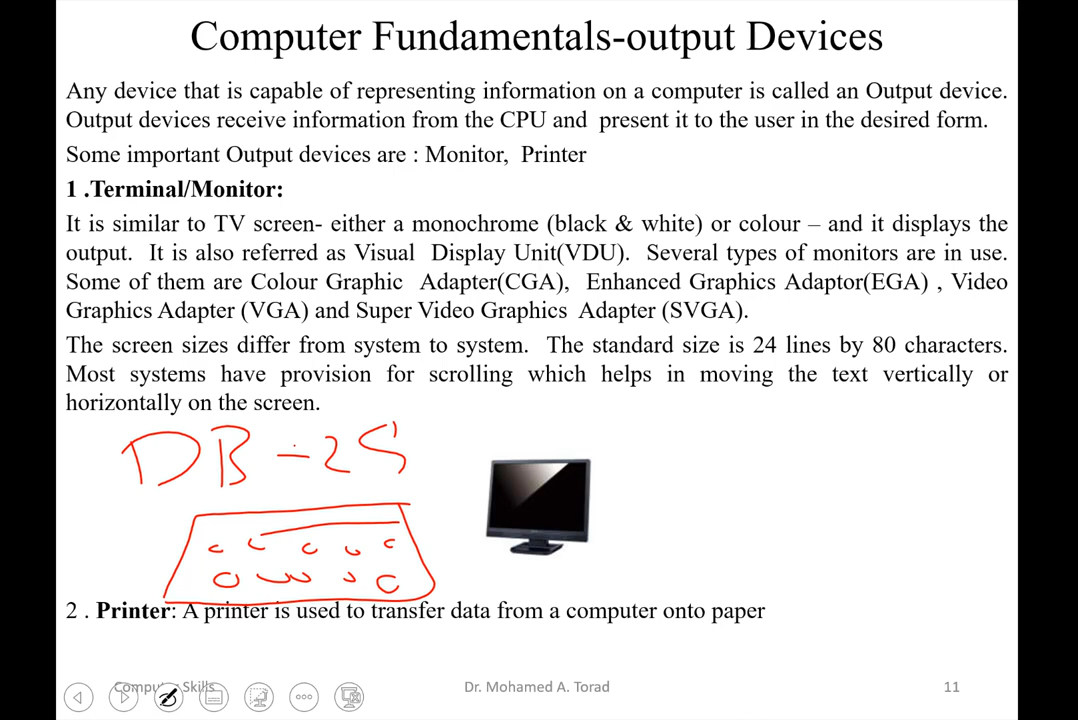 Computer Fundamentals-output Devices
Any device that is capable of representing information on a computer is called an Output device.
Output devices receive information from the CPU and present it to the user in the desired form.
Some important Output devices are : Monitor, Printer
1 .Terminal/Monitor:
It is similar to TV screen- either a monochrome (black & white) or colour – and it displays the
output. It is also referred as Visual Display Unit(VDU). Several types of monitors are in use.
Some of them are Colour Graphic Adapter(CGA), Enhanced Graphics Adaptor(EGA) , Video
Graphics Adapter (VGA) and Super Video Graphics Adapter (SVGA).
The screen sizes differ from system to system. The standard size is 24 lines by 80 characters.
Most systems have provision for scrolling which helps in moving the text vertically or
horizontally on the screen.
DB-25
2 . Printer: A printer is used to transfer data from a computer onto paper
Computer Skills
Dr. Mohamed A. Torad
11